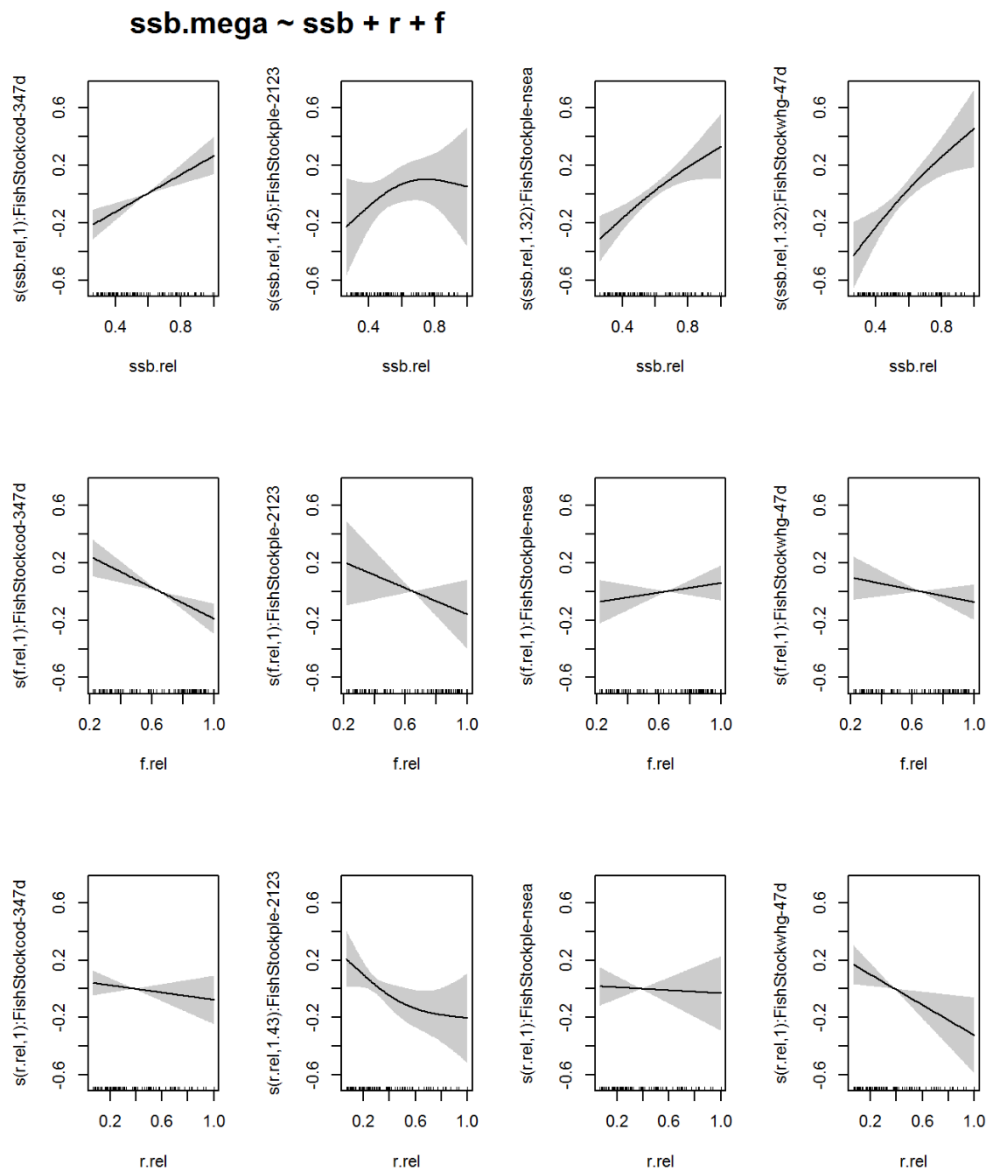 ssb.mega ~ ssb + r + f
s(ssb.rel,1):FishStockcod-347d
-0.6 -0.2 0.2 0.6
0.4 0.8
ssb.rel
s(ssb.rel,1.45):FishStockple-2123
-0.6 -0.2 0.2 0.6
0.4 0.8
ssb.rel
s(ssb.rel,1.32):FishStockple-nsea
-0.6 -0.2 0.2 0.6
0.4 0.8
ssb.rel
s(ssb.rel,1.32):FishStockwhg-47d
-0.6 -0.2 0.2 0.6
0.4 0.8
ssb.rel
s(f.rel,1):FishStockcod-347d
-0.6 -0.2 0.2 0.6
0.2 0.6 1.0
f.rel
s(f.rel,1):FishStockple-2123
-0.6 -0.2 0.2 0.6
0.2 0.6 1.0
f.rel
s(f.rel,1):FishStockple-nsea
-0.6 -0.2 0.2 0.6
0.2 0.6 1.0
f.rel
s(f.rel,1):FishStockwhg-47d
-0.6 -0.2 0.2 0.6
0.2 0.6 1.0
f.rel
s(r.rel,1):FishStockcod-347d
-0.6 -0.2 0.2 0.6
0.2 0.6 1.0
r.rel
s(r.rel,1.43):FishStockple-2123
-0.6 -0.2 0.2 0.6
0.2 0.6 1.0
r.rel
s(r.rel,1):FishStockple-nsea
-0.6 -0.2 0.2 0.6
0.2 0.6 1.0
r.rel
s(r.rel,1):FishStockwhg-47d
-0.6 -0.2 0.2 0.6
0.2 0.6 1.0
r.rel